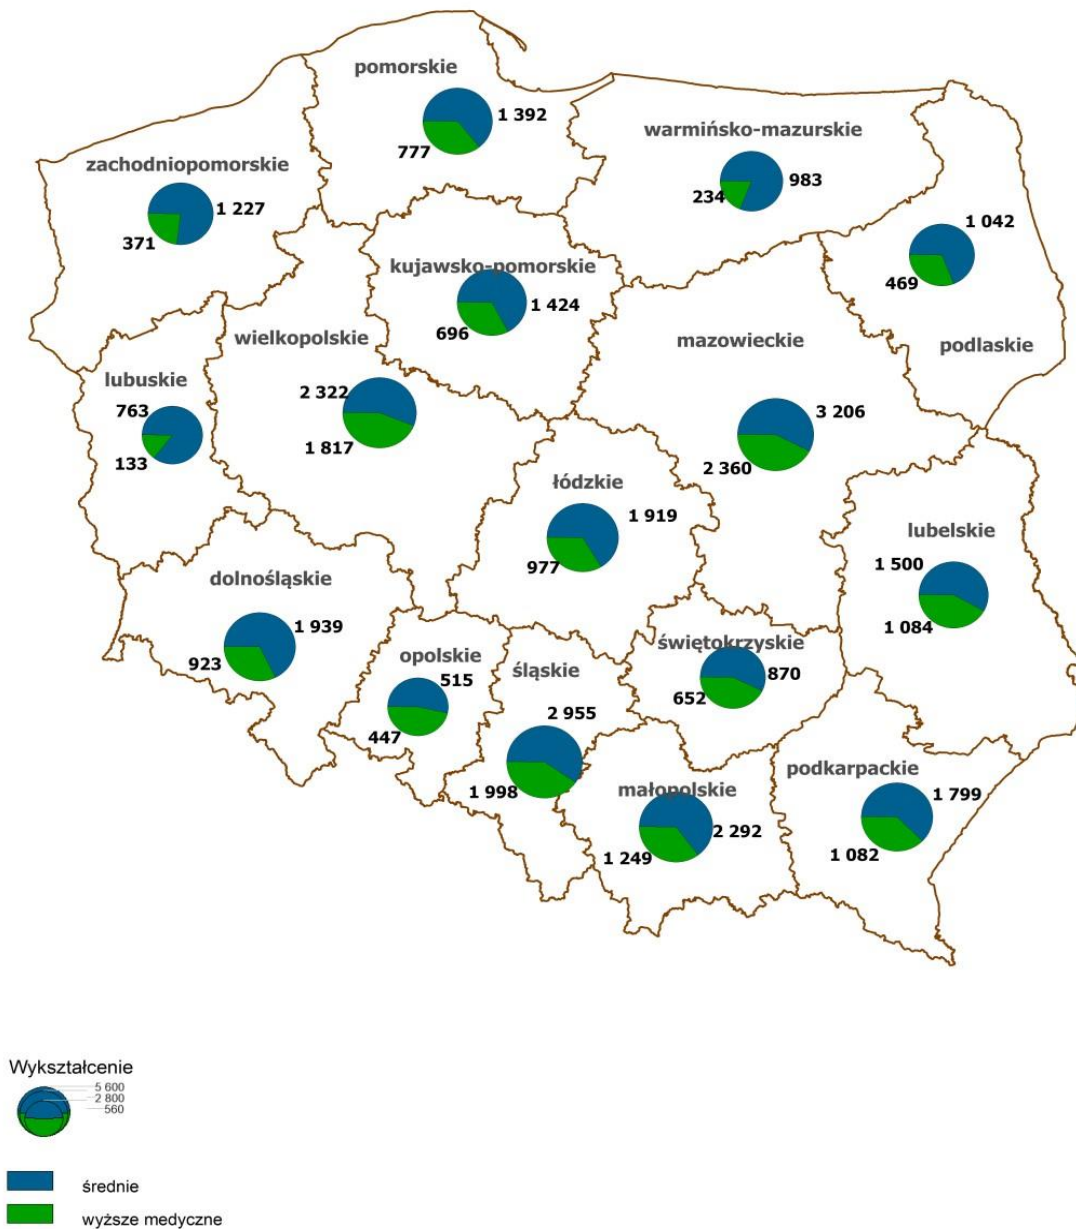 pomorskie
1 392
777
warmińsko-mazurskie
983
234
zachodniopomorskie
1 227
371
1 042
469
podlaskie
kujawsko-pomorskie
1 424
696
wielkopolskie
2 322
1 817
mazowieckie
3 206
2 360
lubuskie
763
133
łódzkie
1 919
977
lubelskie
1 500
1 084
dolnośląskie
1 939
923
opolskie
515
447
śląskie
2 955
1 998
świętokrzyskie
870
652
małopolskie
2 292
1 249
podkarpackie
1 799
1 082
Wykształcenie
5 600
2 800
560
średnie
wyższe medyczne